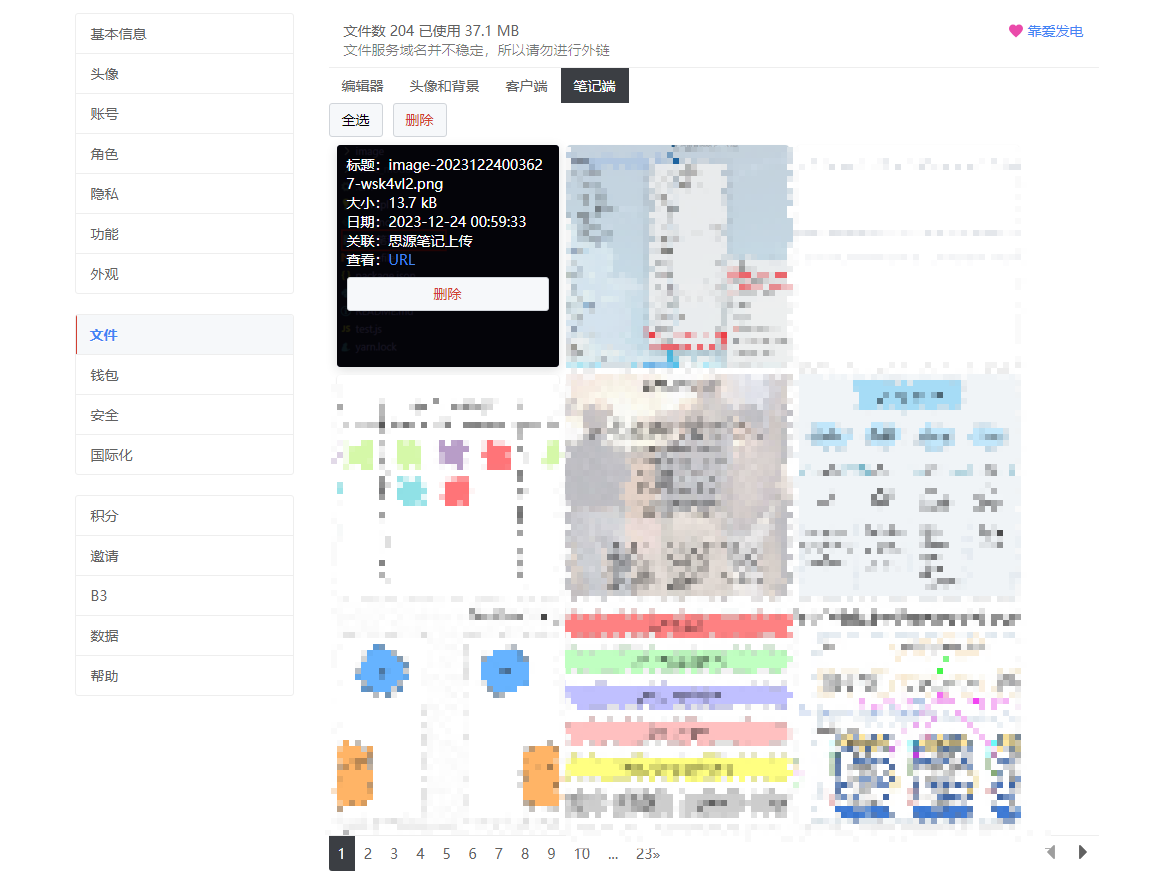 基本信息
头像
账号
角色
隐私
功能
外观
文件
钱包
安全
国际化
积分
邀请
B3
数据
帮助
文件数 204 已使用 37.1 MB
文件服务域名并不稳定，所以请勿进行外链
靠爱发电
编辑器 头像和背景 客户端 笔记端
全选 删除
标题：image-2023122400362
7-wsk4vl2.png
大小：13.7 kB
日期：2023-12-24 00:59:33
关联：思源笔记上传
查看：URL
删除
test.js
yarn.lock
1 2 3 4 5 6 7 8 9 10 ... 23»